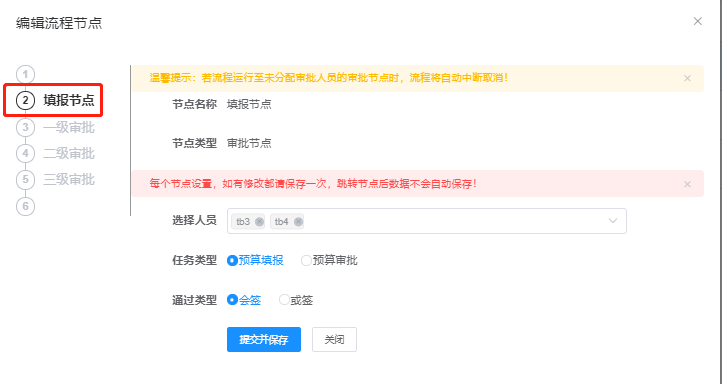 编辑流程节点
1
2 填报节点
3 一级审批
4 二级审批
5 三级审批
6
温馨提示：若流程运行至未分配审批人员的审批节点时，流程将自动中断取消！
节点名称 填报节点
节点类型 审批节点
每个节点设置，如有修改都请保存一次，跳转节点后数据不会自动保存！
选择人员 tb3 tb4
任务类型 预算填报 预算审批
通过类型 会签 或签
提交并保存 关闭